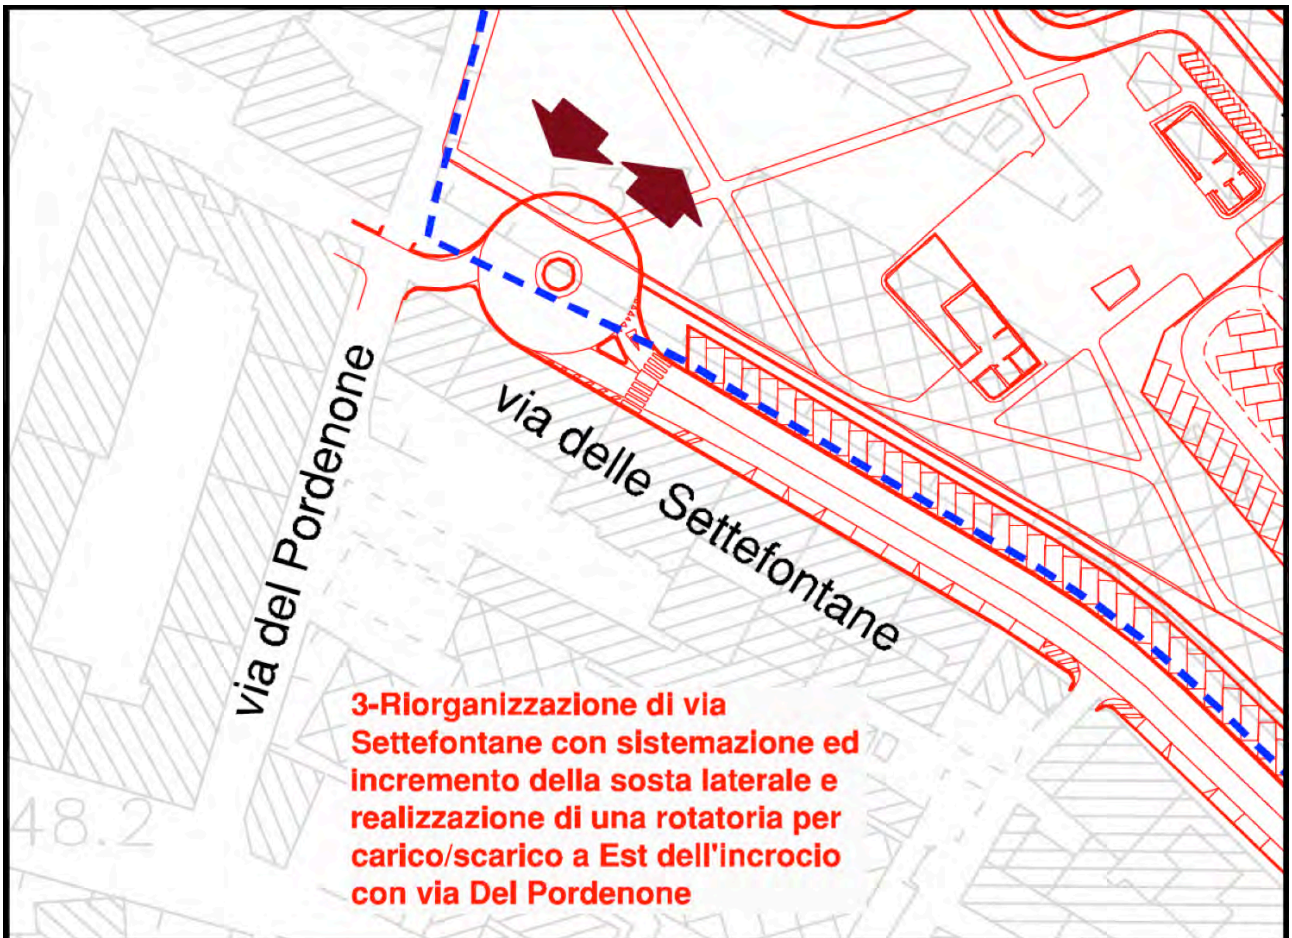 via del Pordenone
via delle Settefontane
3-Riorganizzazione di via
Settefontane con sistemazione ed
incremento della sosta laterale e
realizzazione di una rotatoria per
carico/scarico a Est dell'incrocio
con via Del Pordenone
48.2